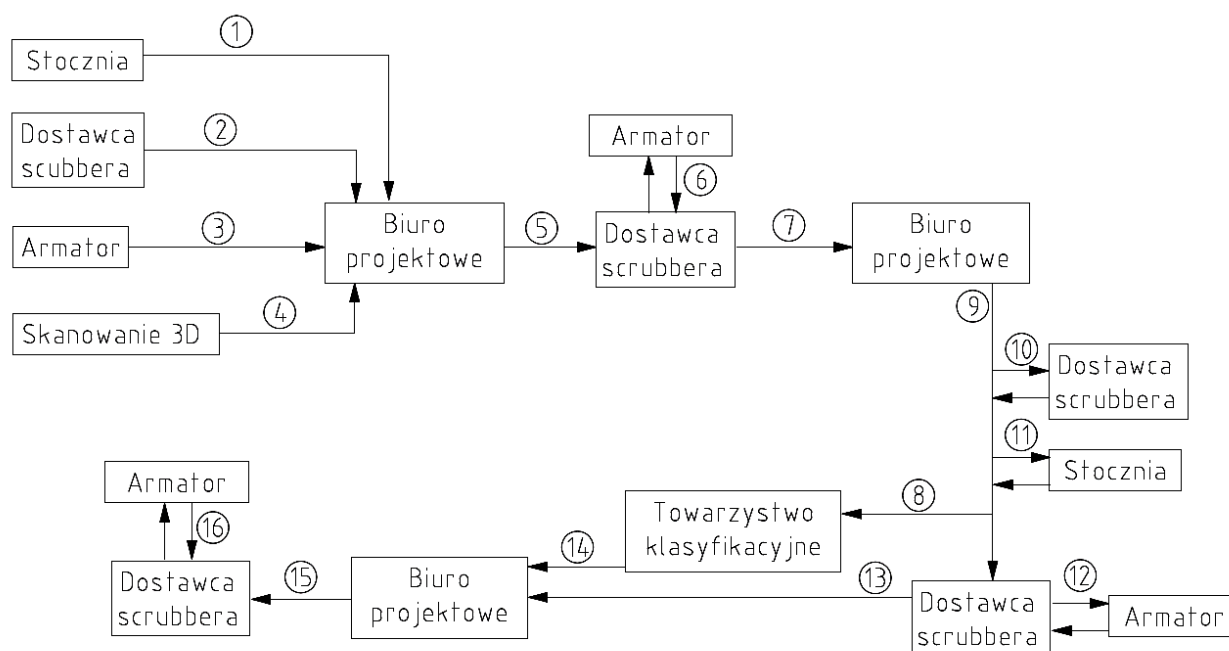 1
Stocznia
2
Dostawca
scubbera
3
Armator
4
Skanowanie 3D
Biuro
projektowe
5
Armator
6
Dostawca
scrubbera
7
Biuro
projektowe
9
10
Dostawca
scrubbera
11
Stocznia
8
Towarzystwo
klasyfikacyjne
12
Armator
Dostawca
scrubbera
13
14
Biuro
projektowe
15
Armator
16
Dostawca
scrubbera